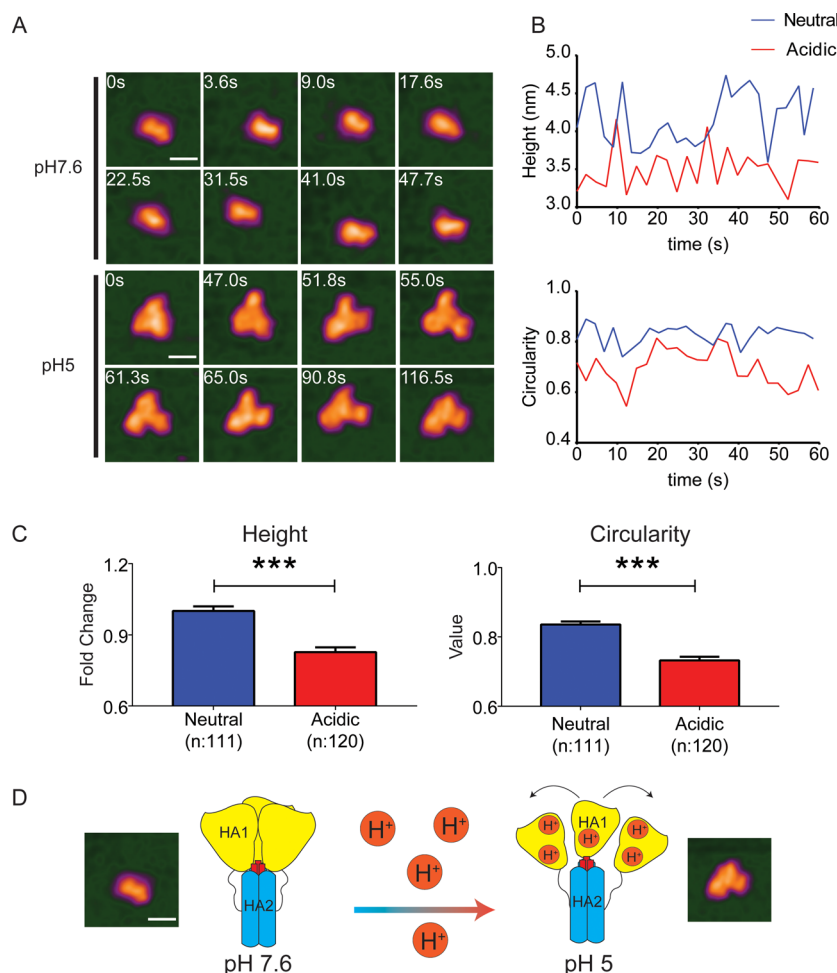 A
pH7.6
0s
3.6s
9.0s
17.6s
22.5s
31.5s
41.0s
47.7s
pH5
0s
47.0s
51.8s
55.0s
61.3s
65.0s
90.8s
116.5s
B
Neutral
Acidic
Height (nm)
5.0
4.5
4.0
3.5
3.0
0 10 20 30 40 50 60
time (s)
Circularity
1.0
0.8
0.6
0.4
0 10 20 30 40 50 60
time (s)
C
Height
Fold Change
1.2
0.9
0.6
***
Neutral
(n:111)
Acidic
(n:120)
Circularity
Value
1.0
0.8
0.6
***
Neutral
(n:111)
Acidic
(n:120)
D
HA1
HA2
pH 7.6
H+
H+
H+
H+
HA1
H+
H+
H+
H+
H+
HA2
pH 5